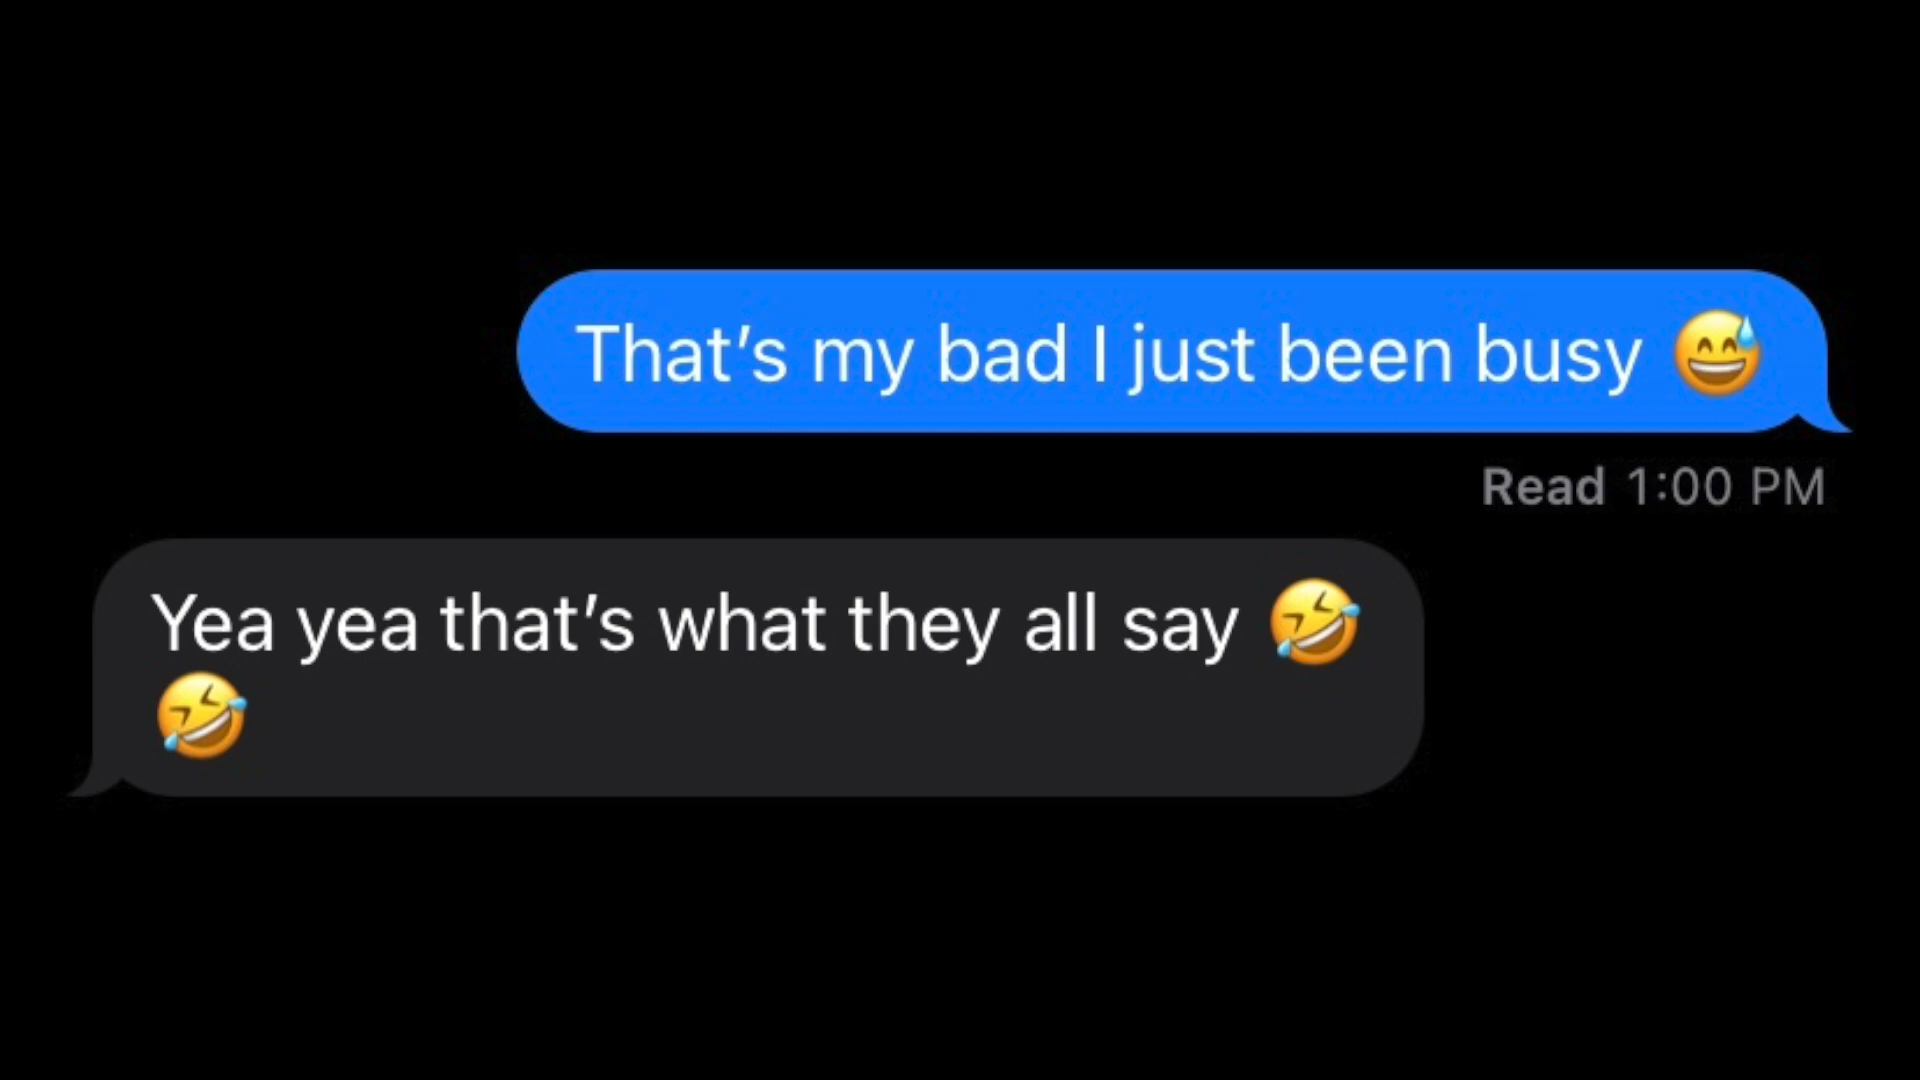 That’s my bad I just been busy 😅
Read 1:00 PM
Yea yea that’s what they all say 🤣
🤣